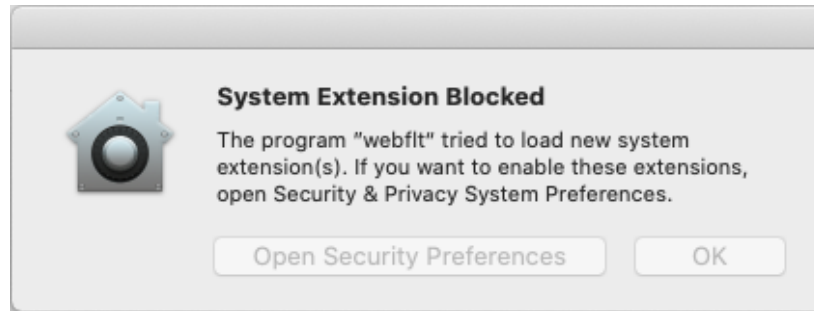 System Extension Blocked
The program "webflt" tried to load new system
extension(s). If you want to enable these extensions,
open Security & Privacy System Preferences.
Open Security Preferences
OK